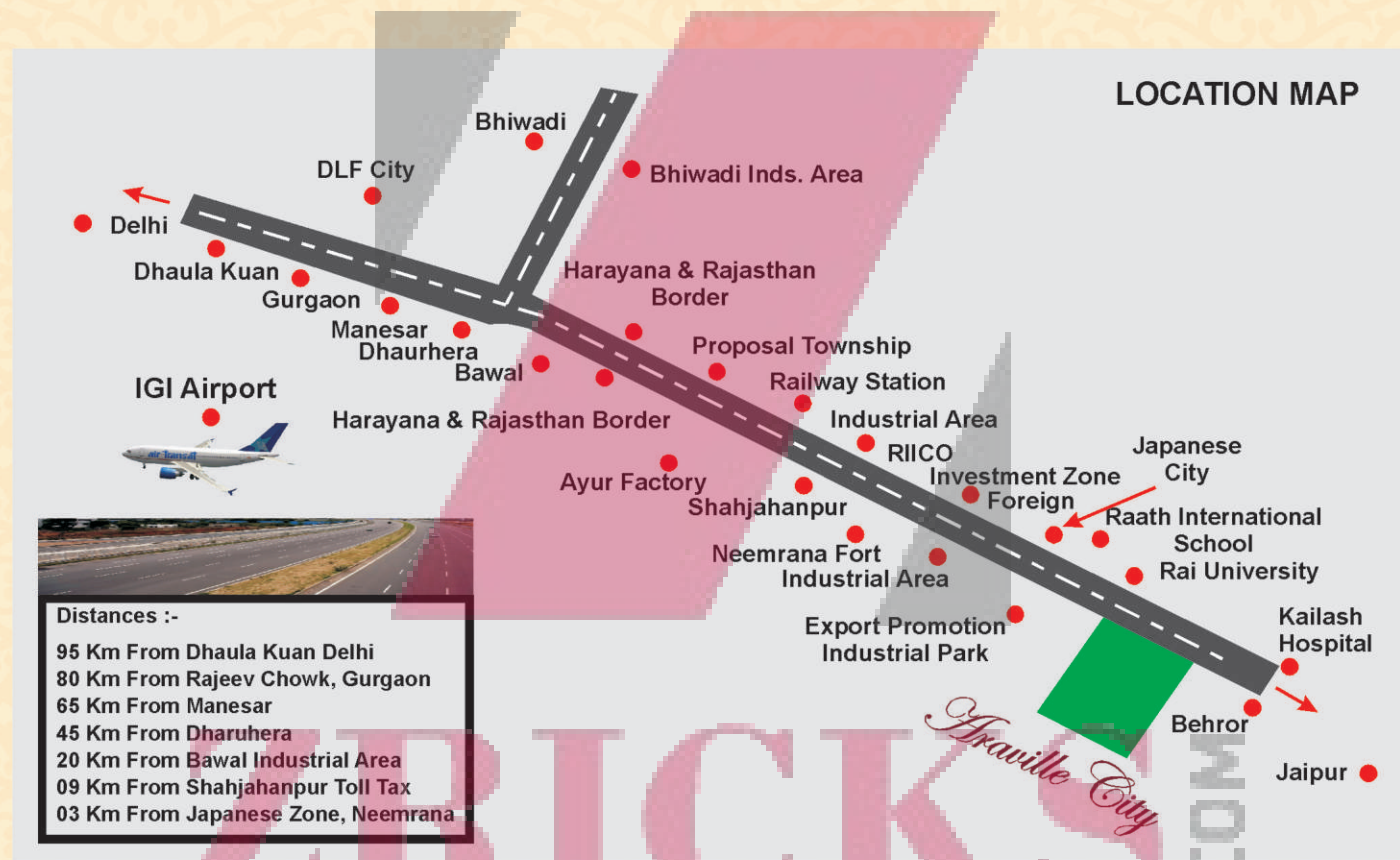 LOCATION MAP
Bhiwadi
DLF City
Bhiwadi Inds. Area
Delhi
Dhaula Kuan
Gurgaon
Manesar
Dhaurhera
Bawal
Harayana & Rajasthan
Border
Proposal Township
Railway Station
IGI Airport
air Transat
Harayana & Rajasthan Border
Industrial Area
RIICO
Japanese
City
Ayur Factory
Shahjahanpur
Investment Zone
Foreign
Raath International
School
Rai University
Neemrana Fort
Industrial Area
Export Promotion
Industrial Park
Kailash
Hospital
Behror
Jaipur
Araville City
Distances :-
95 Km From Dhaula Kuan Delhi
80 Km From Rajeev Chowk, Gurgaon
65 Km From Manesar
45 Km From Dharuhera
20 Km From Bawal Industrial Area
09 Km From Shahjahanpur Toll Tax
03 Km From Japanese Zone, Neemrana
ZBICKS
COM